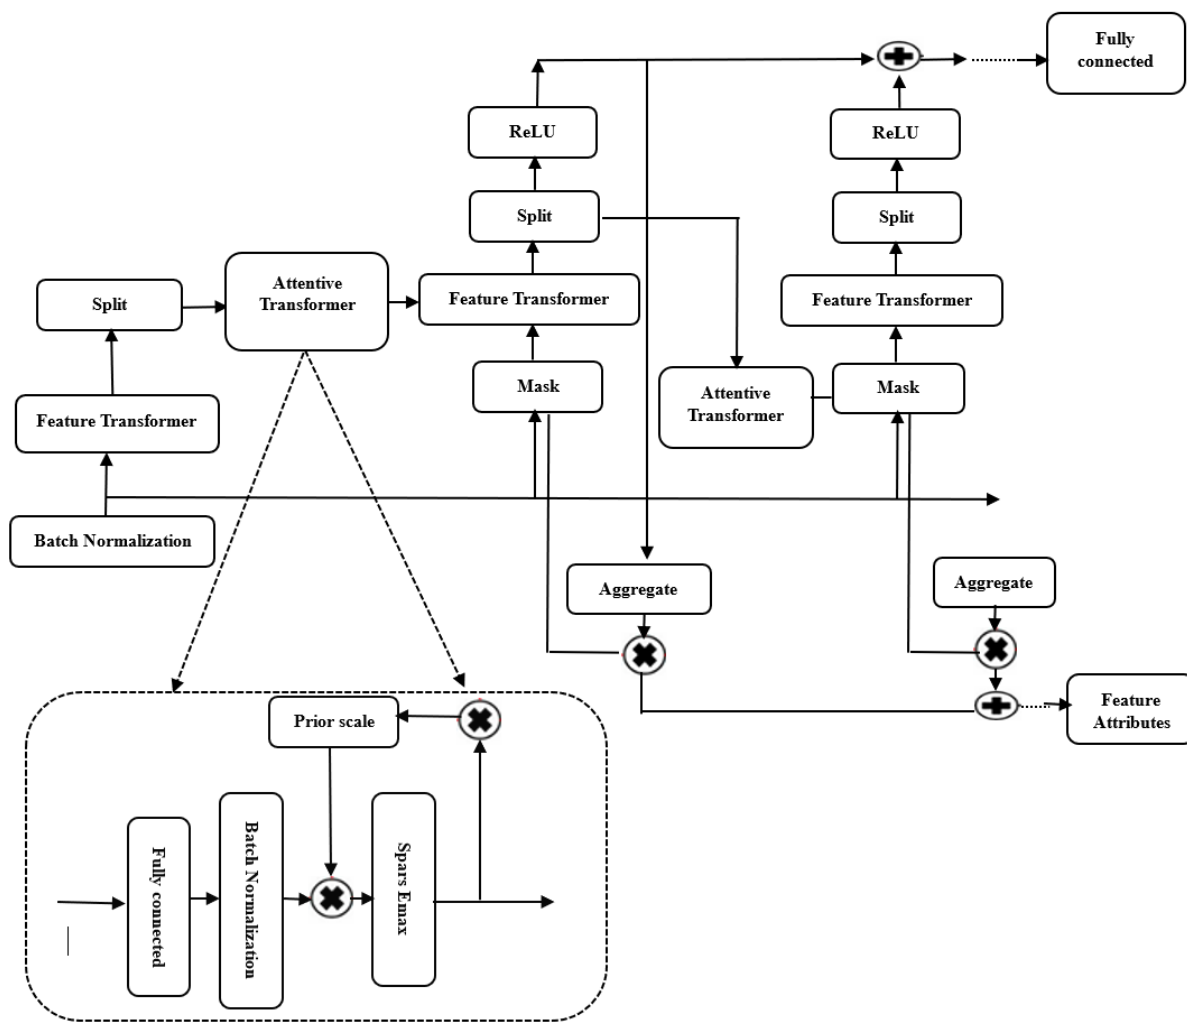 Fully
connected
ReLU
ReLU
Split
Split
Attentive
Transformer
Split
Feature Transformer
Feature Transformer
Mask
Attentive
Transformer
Mask
Feature Transformer
Batch Normalization
Aggregate
Aggregate
Prior scale
Feature
Attributes
Fully connected
Batch Normalization
Spars Emax